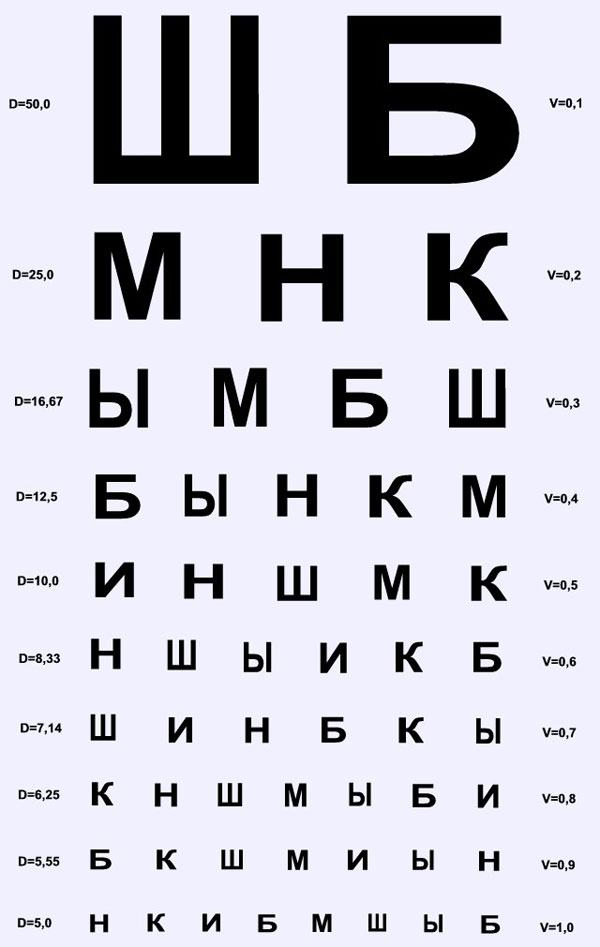 D=50,0 Ш Б V=0,1
D=25,0 М Н К V=0,2
D=16,67 Ы М Б Ш V=0,3
D=12,5 Б Ы Н К М V=0,4
D=10,0 И Н Ш М К V=0,5
D=8,33 Н Ш Ы И К Б V=0,6
D=7,14 Ш И Н Б К Ы V=0,7
D=6,25 К Н Ш М Ы Б И V=0,8
D=5,55 Б К Ш М И Ы Н V=0,9
D=5,0 Н К И Б М Ш Ы Б V=1,0